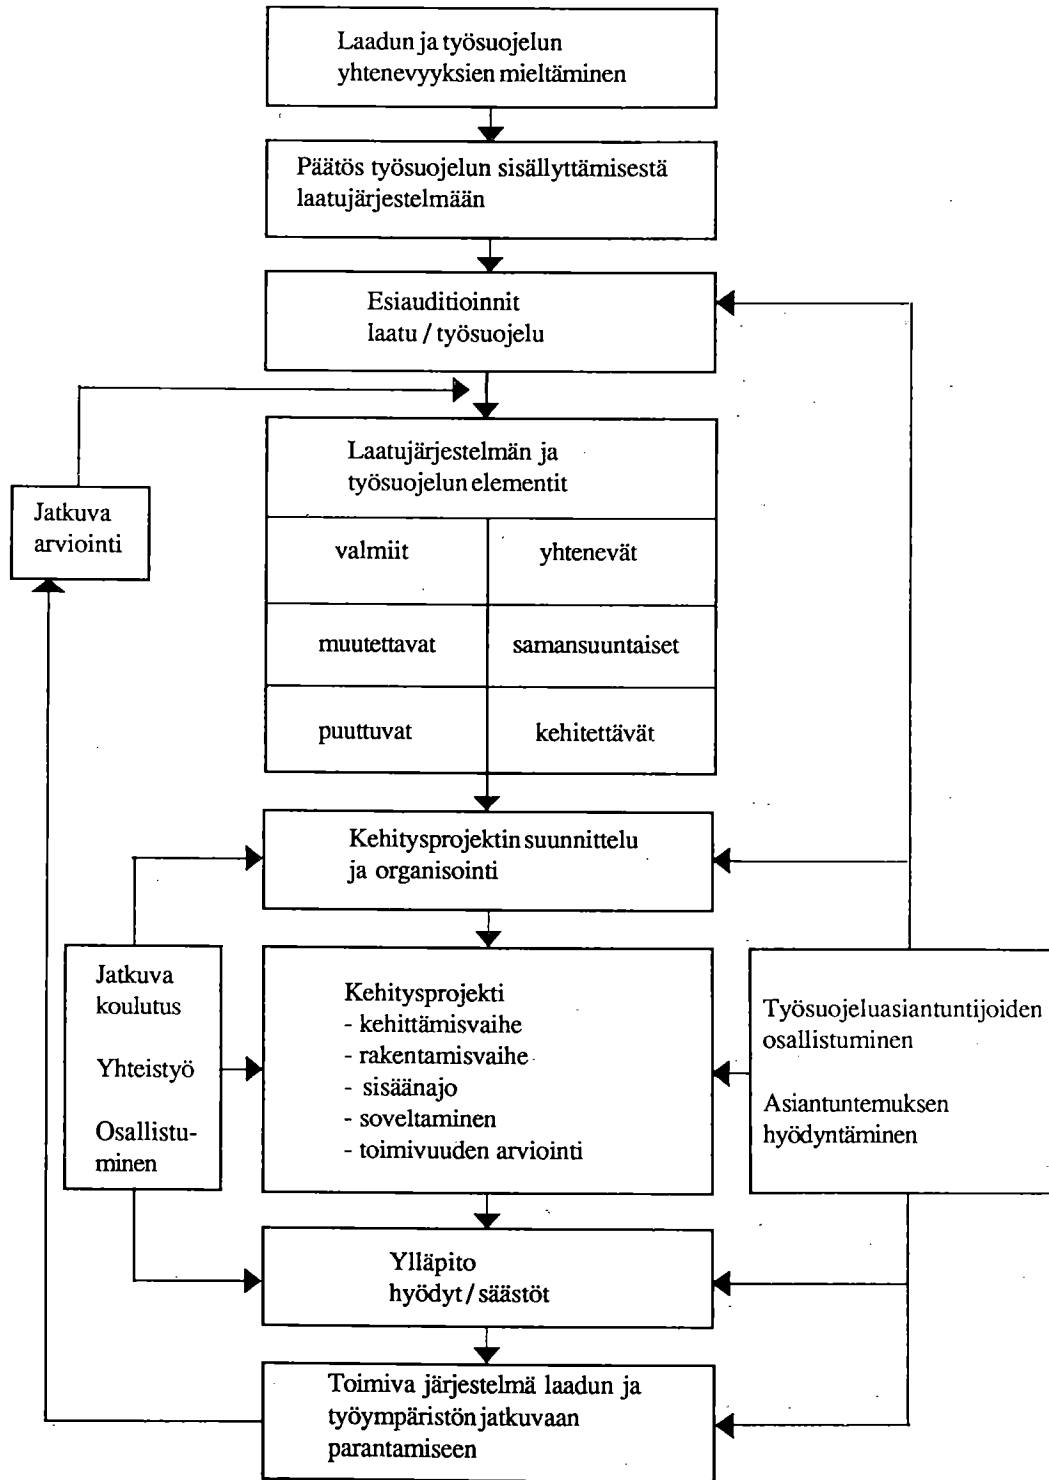 Laadun ja työsuojelun
yhtenevyyksien mieltäminen
Päätös työsuojelun sisällyttämisestä
laatujärjestelmään
Esiauditioinnit
laatu / työsuojelu
Laatujärjestelmän ja
työsuojelun elementit
valmiit
yhtenevät
muutettavat
samansuuntaiset
puuttuvat
kehitettävät
Jatkuva
arviointi
Kehitysprojektin suunnittelu
ja organisointi
Jatkuva
koulutus
Yhteistyö
Osallistu-
minen
Kehitysprojekti
- kehittämisvaihe
- rakentamisvaihe
- sisäänajo
- soveltaminen
- toimivuuden arviointi
Työsuojeluasiantuntijoiden
osallistuminen
Asiantuntemuksen
hyödyntäminen
Ylläpito
hyödyt / säästöt
Toimiva järjestelmä laadun ja
työympäristön jatkuvaan
parantamiseen